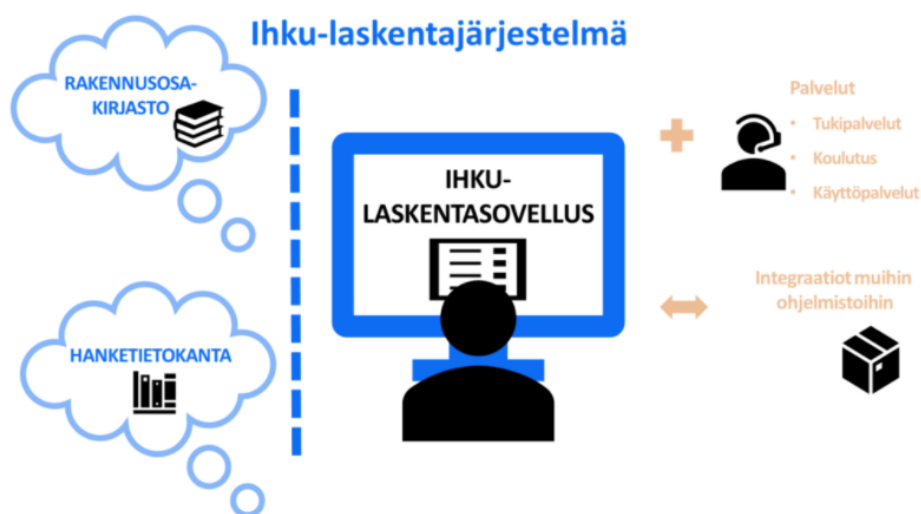 Ihku-laskentajärjestelmä
RAKENNUSOSA-
KIRJASTO
HANKETIETOKANTA
IHKU-
LASKENTASOVELLUS
Palvelut
• Tukipalvelut
• Koulutus
• Käyttöpalvelut
Integraatiot muihin
ohjelmistoihin